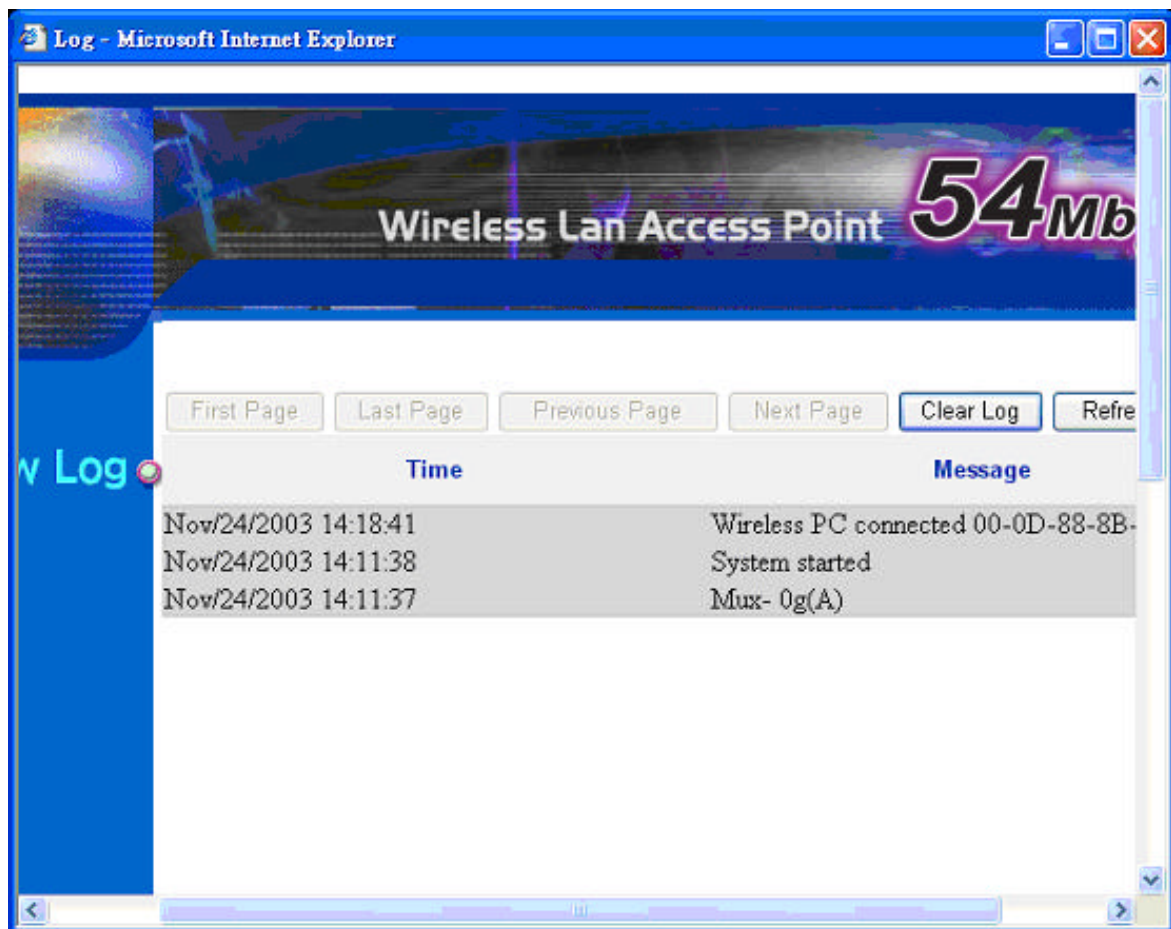 Log - Microsoft Internet Explorer
Wireless Lan Access Point 54Mb
First Page Last Page Previous Page Next Page Clear Log Refre
w Log
Time Message
Nov/24/2003 14:18:41 Wireless PC connected 00-0D-88-8B-
Nov/24/2003 14:11:38 System started
Nov/24/2003 14:11:37 Mux- 0g(A)